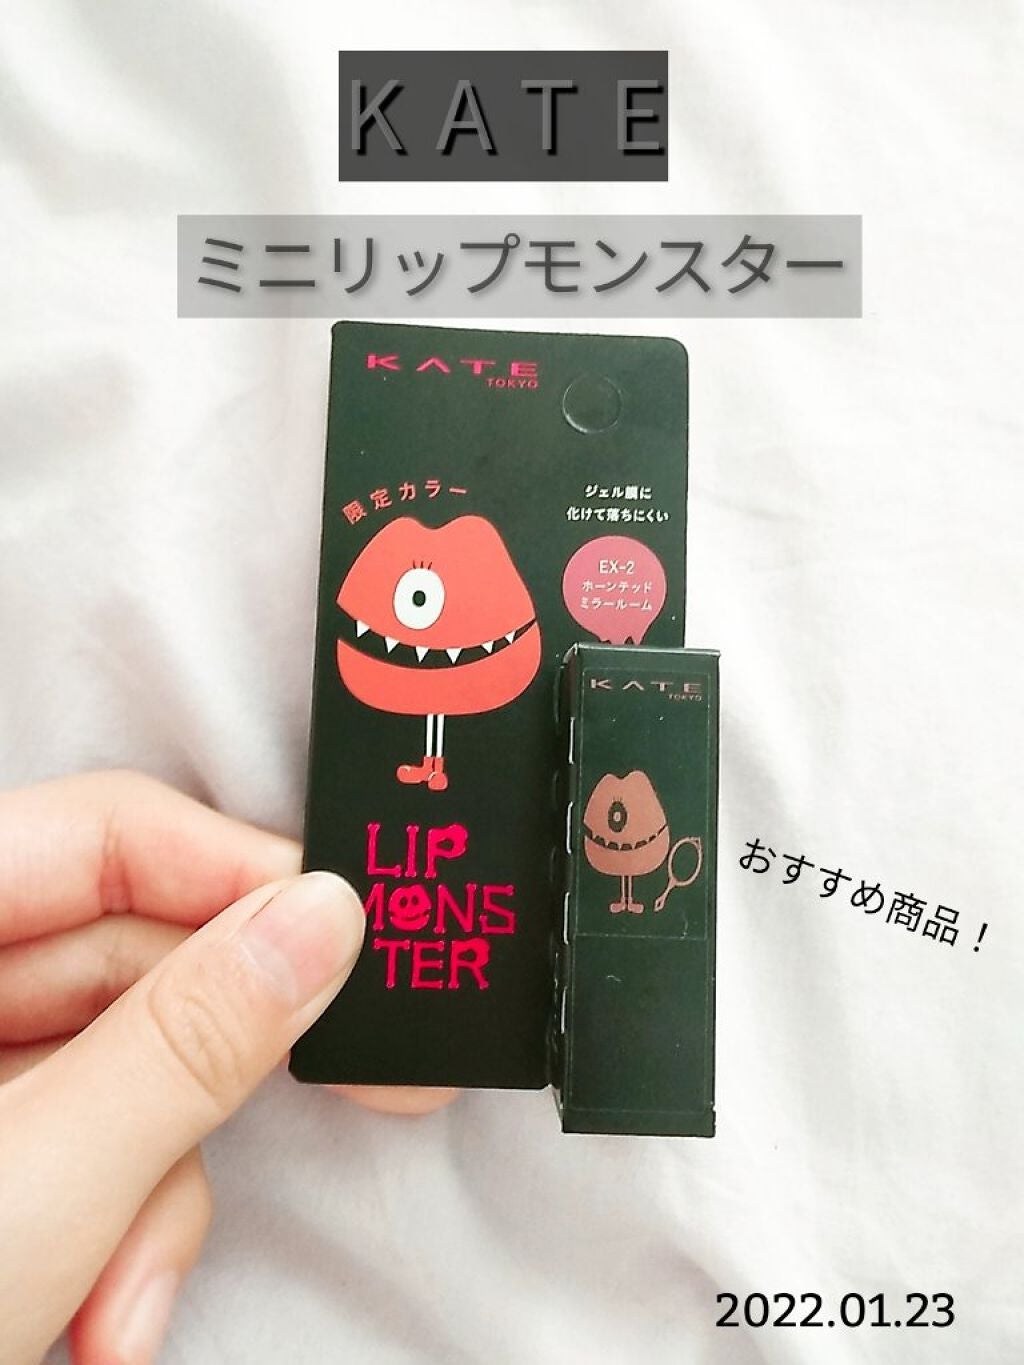 KATE
ミニリップモンスター
KATE
TOKYO
限定カラー
ジェル膜に
化けて落ちにくい
EX-2
ホーンテッド
ミラールーム
KATE
TOKYO
LIP
MONS
TER
おすすめ商品！
2022.01.23